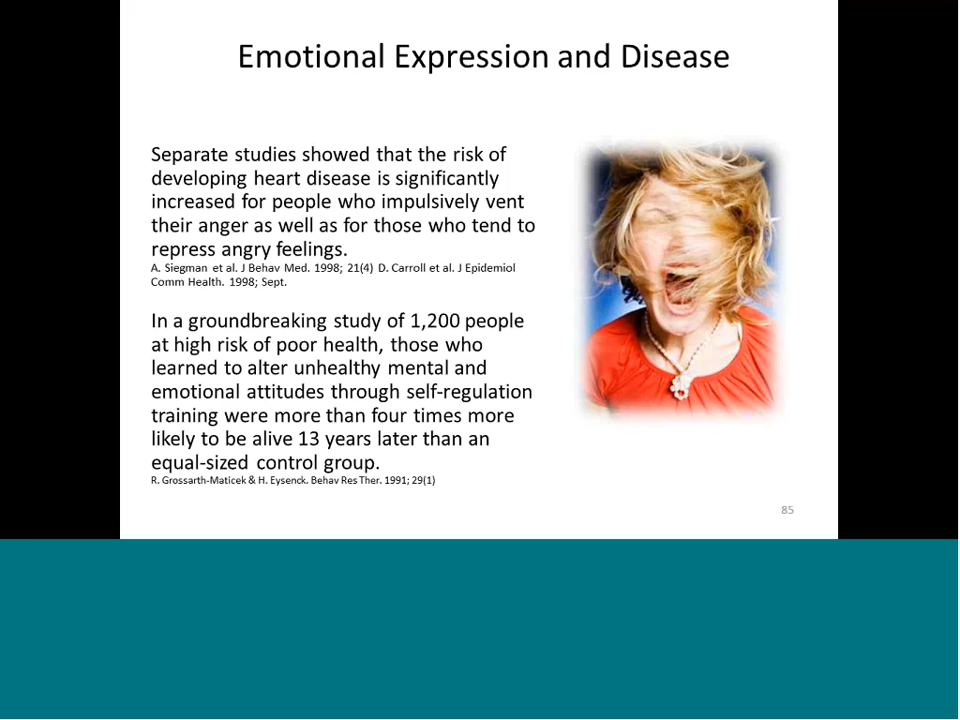 Emotional Expression and Disease
Separate studies showed that the risk of
developing heart disease is significantly
increased for people who impulsively vent
their anger as well as for those who tend to
repress angry feelings.
A. Siegman et al. J Behav Med. 1998; 21(4) D. Carroll et al. J Epidemiol
Comm Health. 1998; Sept.
In a groundbreaking study of 1,200 people
at high risk of poor health, those who
learned to alter unhealthy mental and
emotional attitudes through self-regulation
training were more than four times more
likely to be alive 13 years later than an
equal-sized control group.
R. Grossarth-Maticek & H. Eysenck. Behav Res Ther. 1991; 29(1)
85